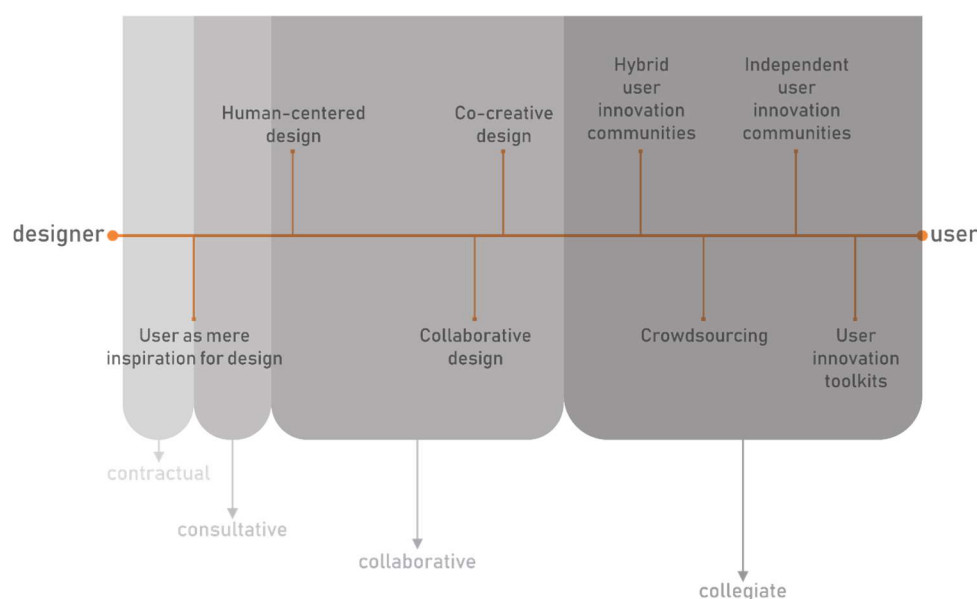 Hybrid
user
innovation
communities
Independent
user
innovation
communities
Human-centered
design
Co-creative
design
designer
user
User as mere
inspiration for design
Collaborative
design
Crowdsourcing
User
innovation
toolkits
contractual
consultative
collaborative
collegiate